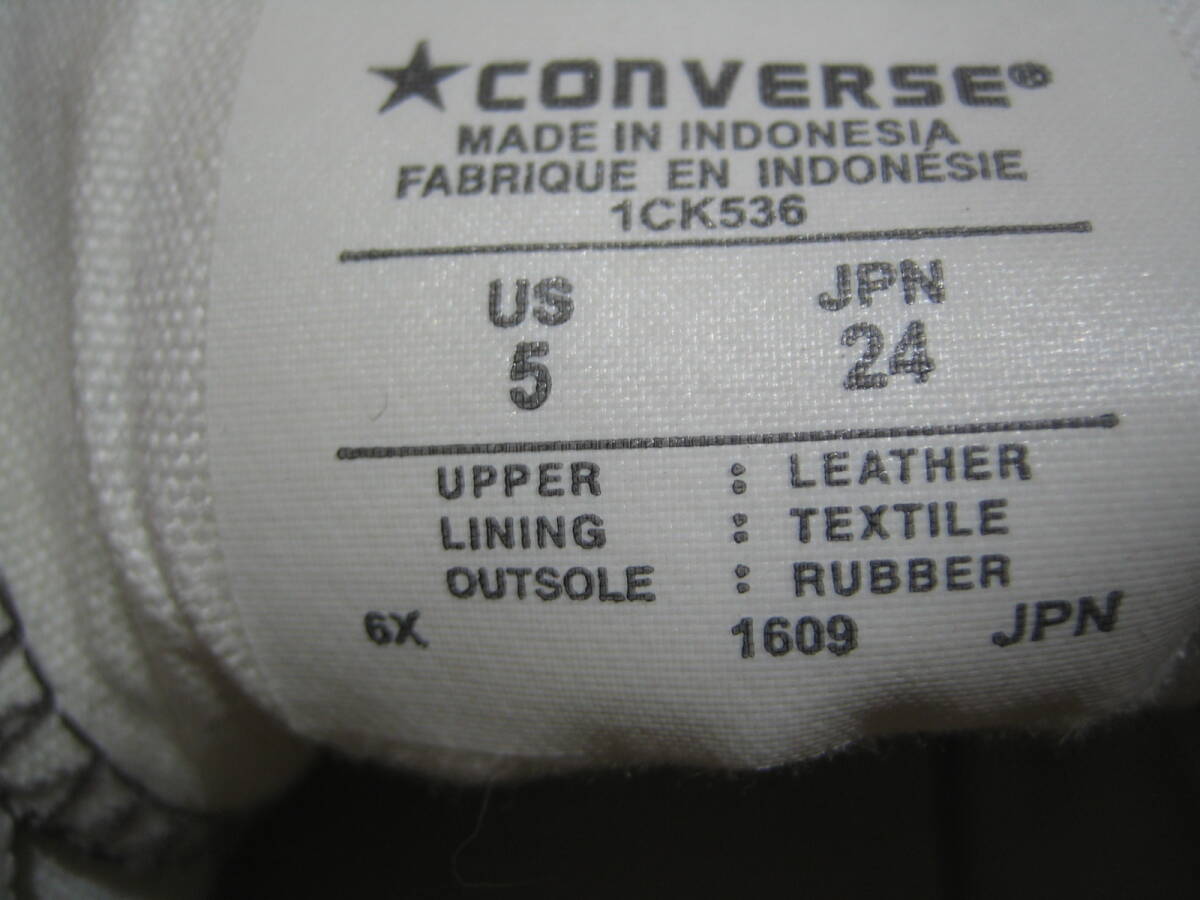 ★CONVERSE®
MADE IN INDONESIA
FABRIQUE EN INDONÉSIE
1CK536
US JPN
5 24
UPPER : LEATHER
LINING : TEXTILE
OUTSOLE : RUBBER
6X 1609 JPN